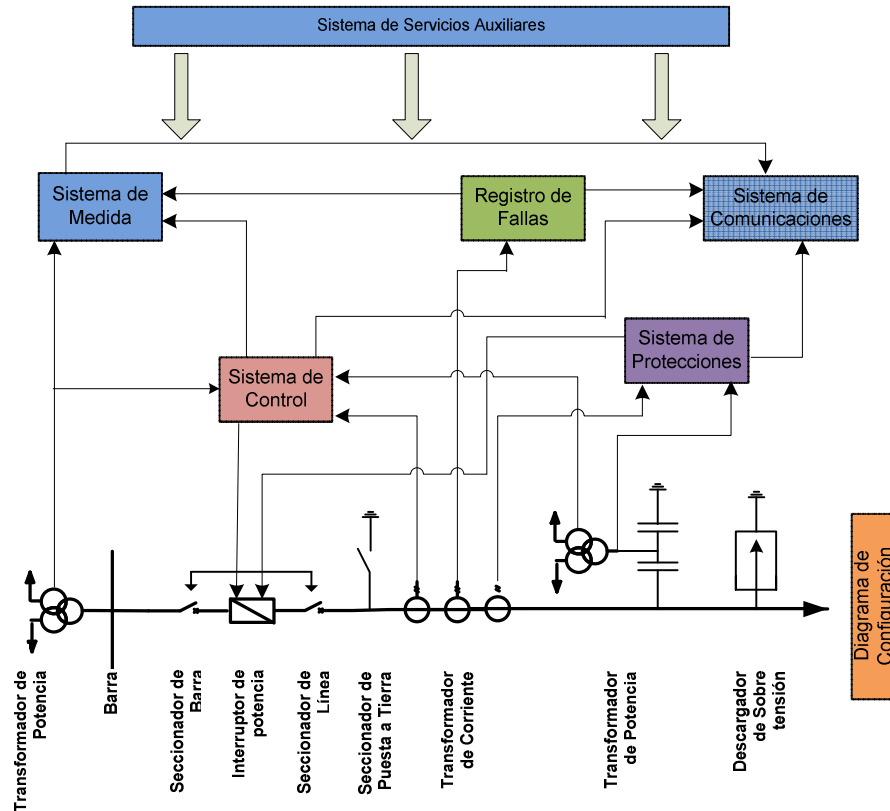 Sistema de Servicios Auxiliares
Sistema de
Medida
Registro de
Fallas
Sistema de
Comunicaciones
Sistema de
Protecciones
Sistema de
Control
Diagrama de
Configuración
Transformador de
Potencia
Barra
Seccionador de
Barra
Interruptor de
potencia
Seccionador de
Línea
Seccionador de
Puesta a Tierra
Transformador
de Corriente
Transformador
de Potencia
Descargador
de Sobre
tensión